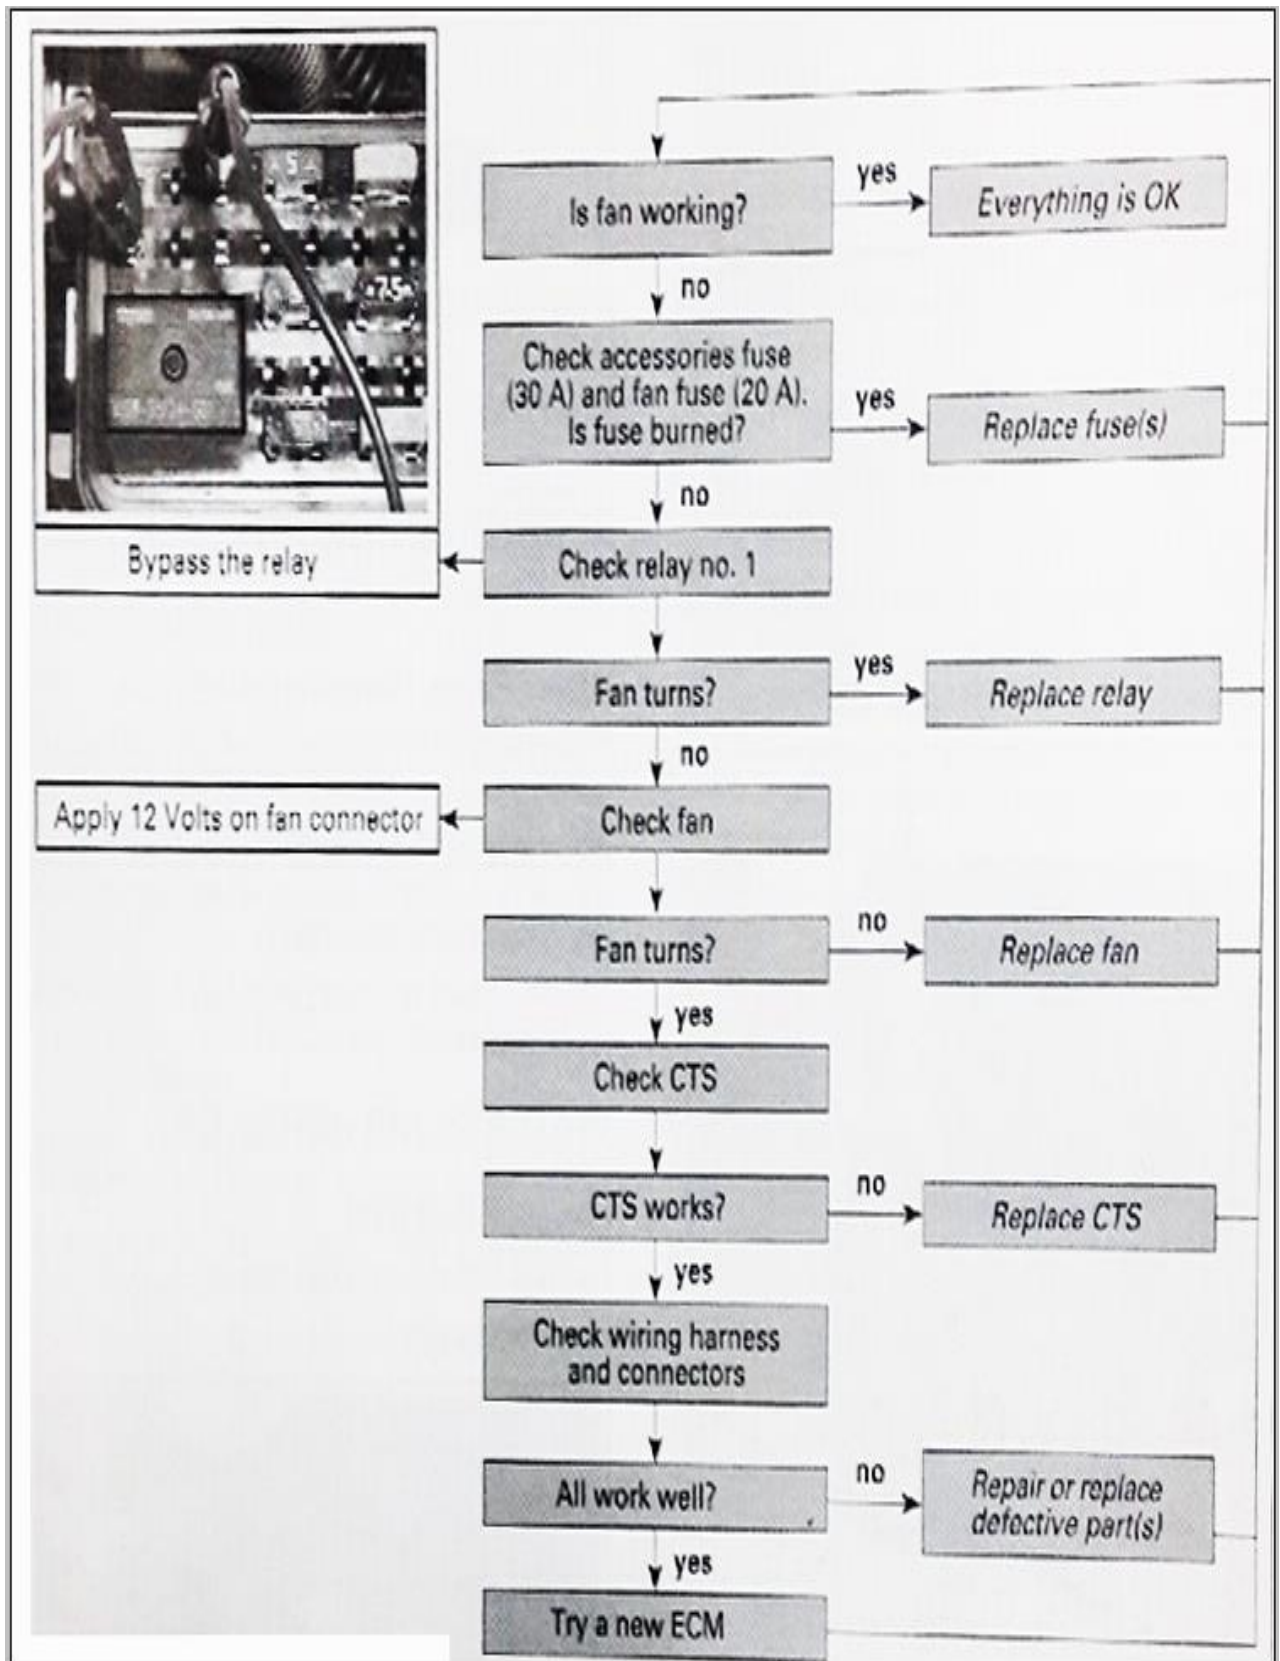 5
7.5
Bypass the relay
Is fan working?
yes
Everything is OK
no
Check accessories fuse
(30 A) and fan fuse (20 A).
Is fuse burned?
yes
Replace fuse(s)
no
Check relay no. 1
Fan turns?
yes
Replace relay
no
Check fan
Apply 12 Volts on fan connector
Fan turns?
no
Replace fan
yes
Check CTS
CTS works?
no
Replace CTS
yes
Check wiring harness
and connectors
All work well?
no
Repair or replace
defective part(s)
yes
Try a new ECM